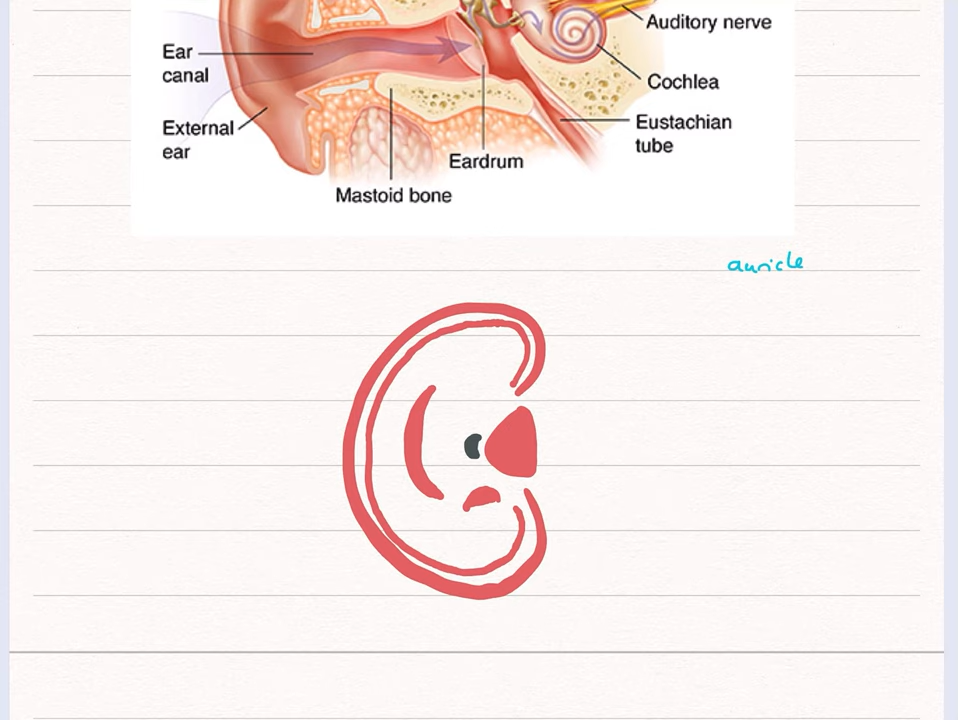 Auditory nerve
Ear
canal
Cochlea
External
ear
Eustachian
tube
Eardrum
Mastoid bone
auricle